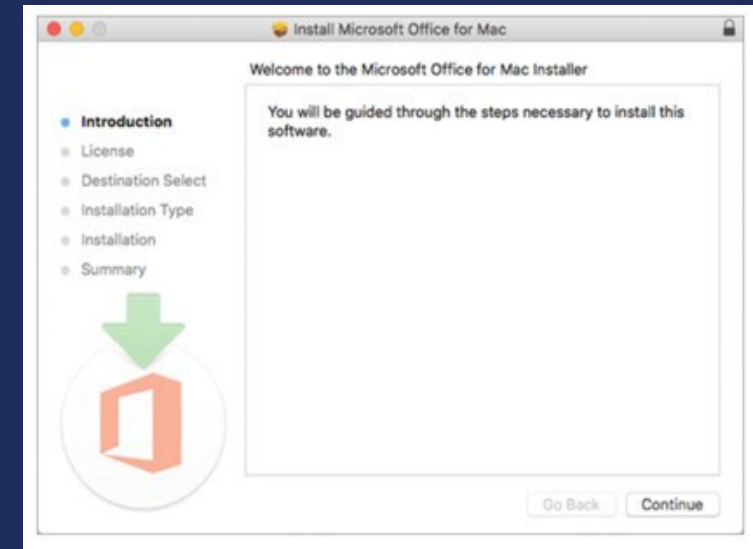 Install Microsoft Office for Mac
Welcome to the Microsoft Office for Mac Installer
Introduction
License
Destination Select
Installation Type
Installation
Summary
You will be guided through the steps necessary to install this
software.
Go Back
Continue